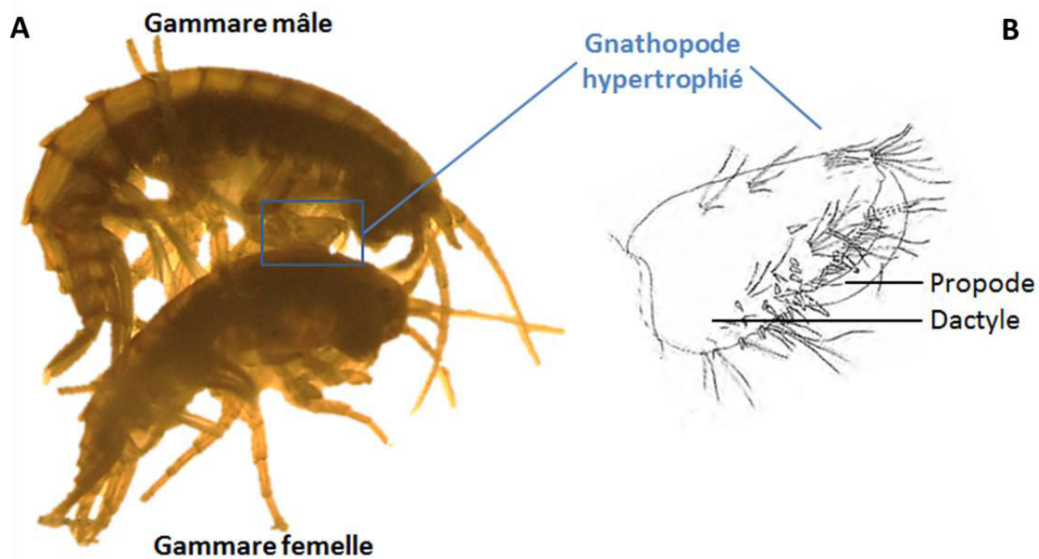 A
Gammare mâle
Gnathopode
hypertrophié
B
Propode
Dactyle
Gammare femelle